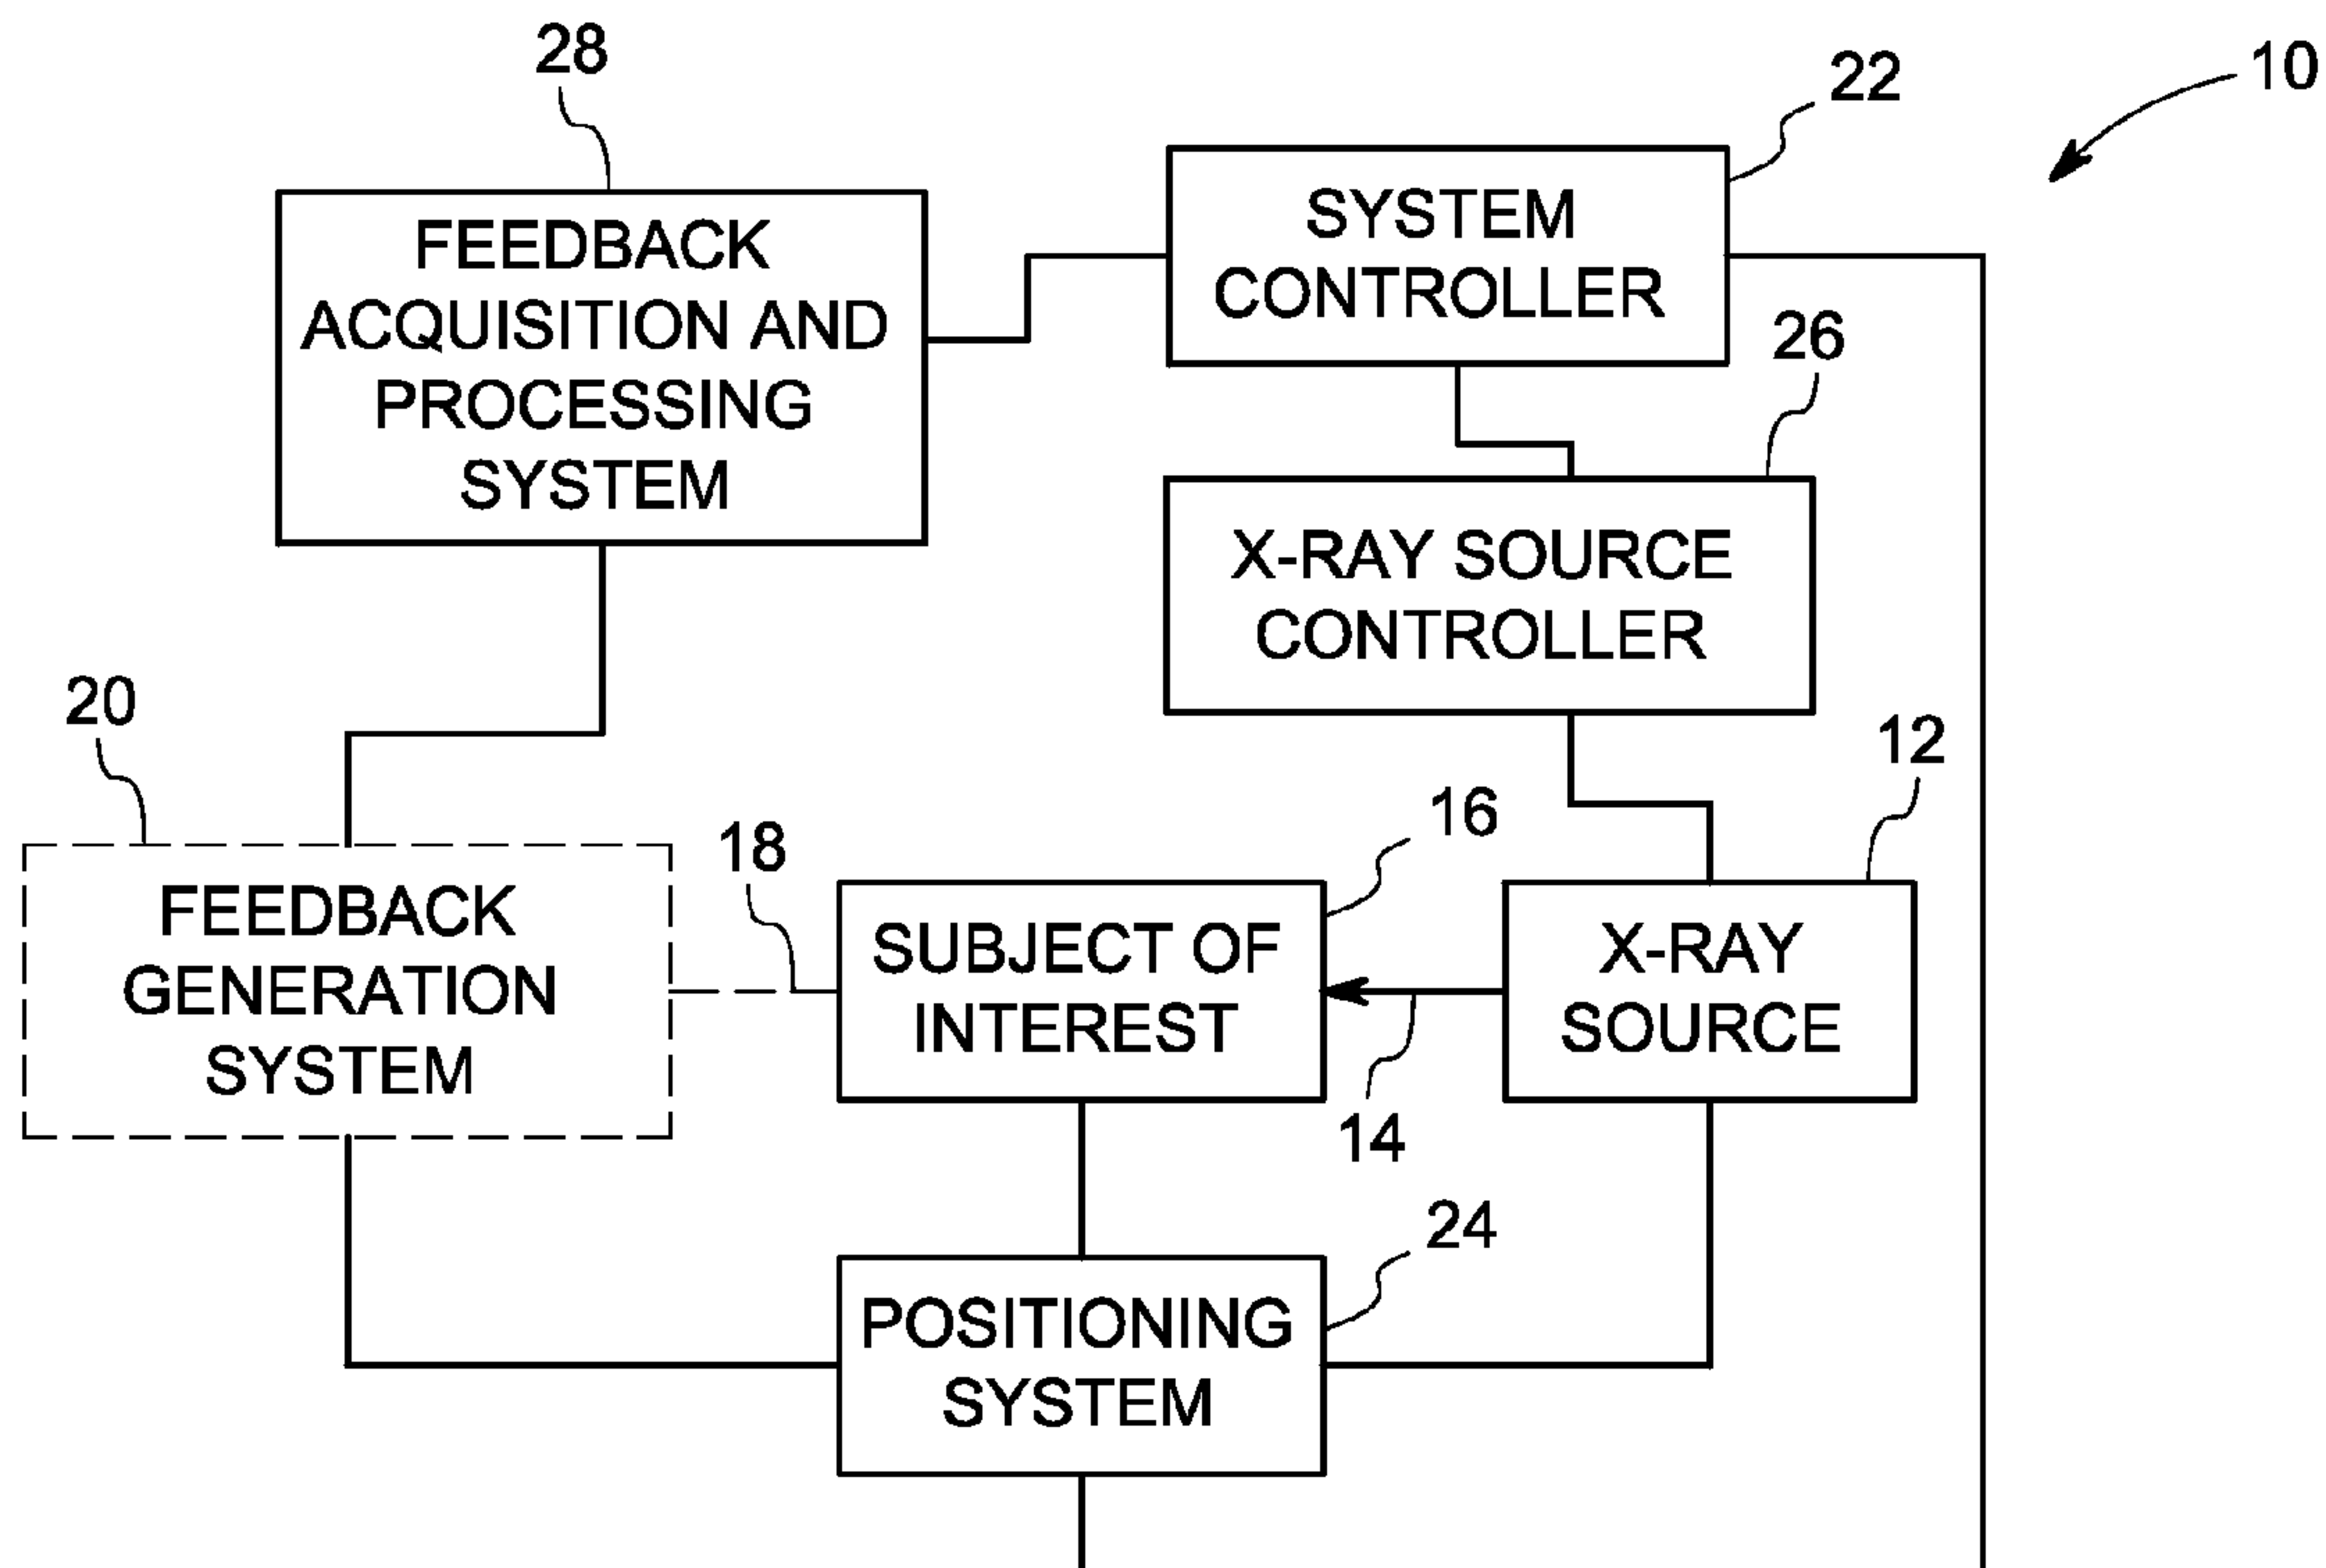 28
22
10
FEEDBACK
ACQUISITION AND
PROCESSING
SYSTEM
SYSTEM
CONTROLLER
26
X-RAY SOURCE
CONTROLLER
20
12
18
16
FEEDBACK
GENERATION
SYSTEM
SUBJECT OF
INTEREST
X-RAY
SOURCE
14
24
POSITIONING
SYSTEM